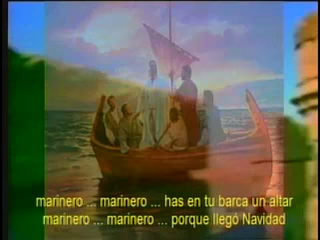 marinero ... marinero ... has en tu barca un altar
marinero ... marinero ... porque llegó Navidad